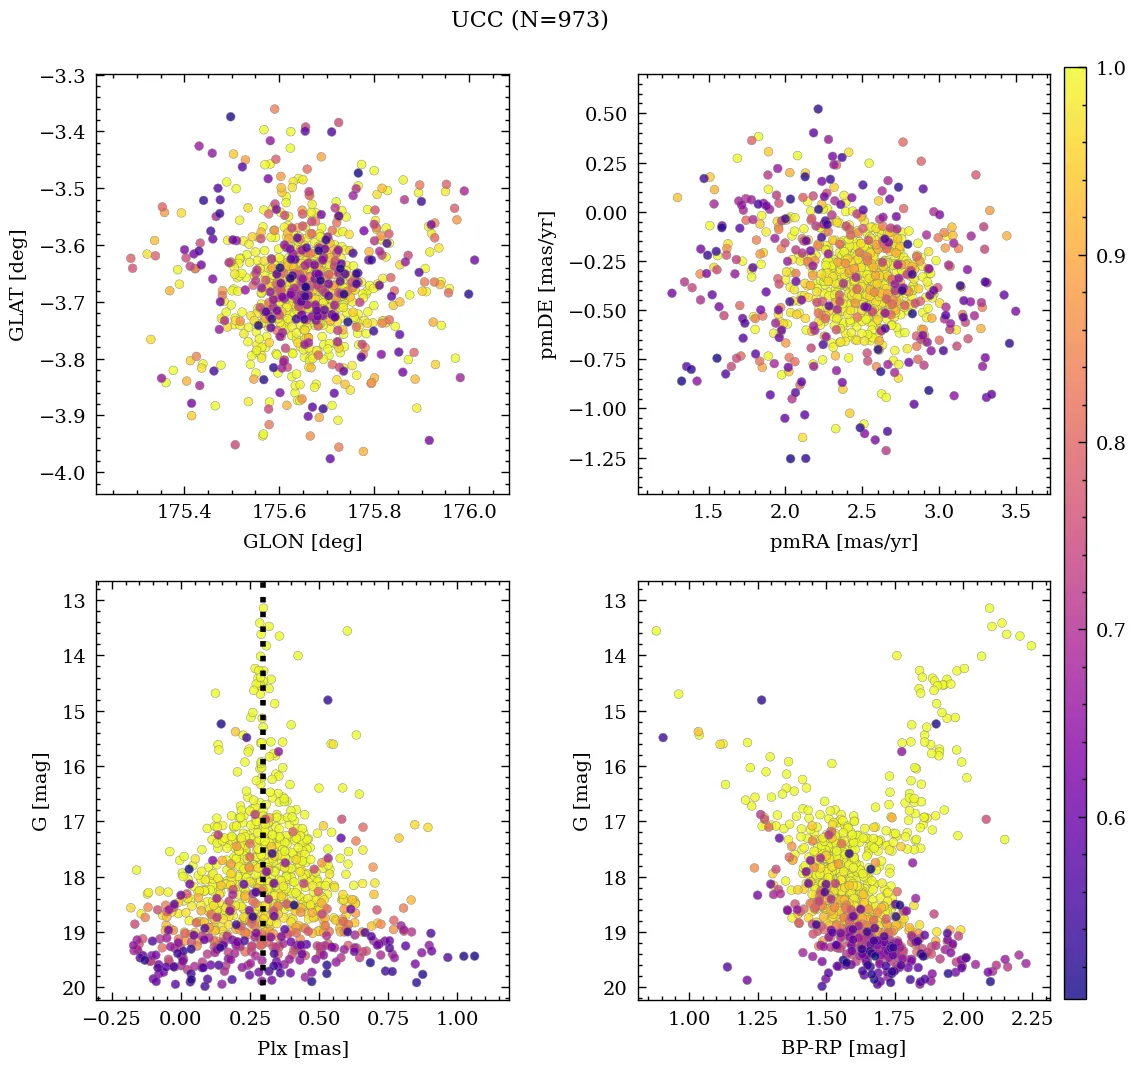 UCC (N=973)
−3.3
−3.4
−3.5
−3.6
−3.7
−3.8
−3.9
−4.0
GLAT [deg]
175.4 175.6 175.8 176.0
GLON [deg]
0.50
0.25
0.00
−0.25
−0.50
−0.75
−1.00
−1.25
pmDE [mas/yr]
1.5 2.0 2.5 3.0 3.5
pmRA [mas/yr]
1.0
0.9
0.8
0.7
0.6
13
14
15
16
17
18
19
20
G [mag]
−0.25 0.00 0.25 0.50 0.75 1.00
Plx [mas]
13
14
15
16
17
18
19
20
G [mag]
1.00 1.25 1.50 1.75 2.00 2.25
BP-RP [mag]